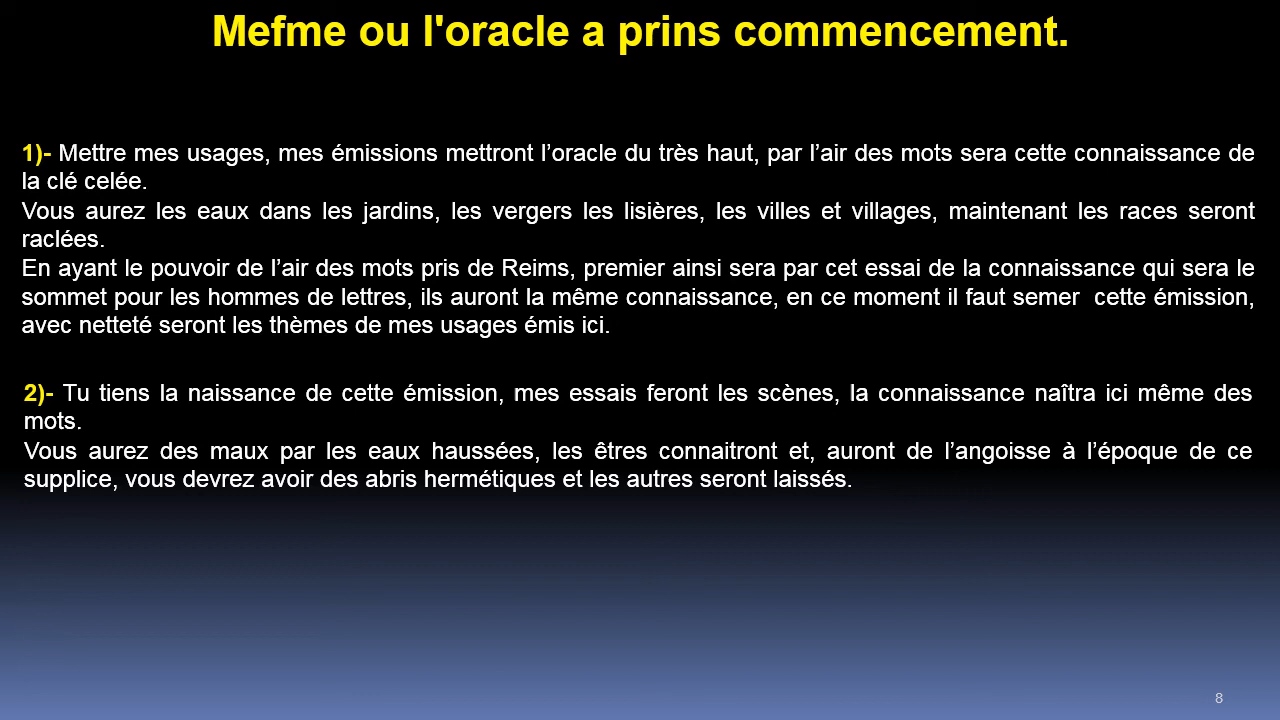 Mefme ou l'oracle a prins commencement.
1)- Mettre mes usages, mes émissions mettront l’oracle du très haut, par l’air des mots sera cette connaissance de
la clé celée.
Vous aurez les eaux dans les jardins, les vergers les lisières, les villes et villages, maintenant les races seront
raclées.
En ayant le pouvoir de l’air des mots pris de Reims, premier ainsi sera par cet essai de la connaissance qui sera le
sommet pour les hommes de lettres, ils auront la même connaissance, en ce moment il faut semer  cette émission,
avec netteté seront les thèmes de mes usages émis ici.
2)- Tu tiens la naissance de cette émission, mes essais feront les scènes, la connaissance naîtra ici même des
mots.
Vous aurez des maux par les eaux haussées, les êtres connaitront et, auront de l’angoisse à l’époque de ce
supplice, vous devrez avoir des abris hermétiques et les autres seront laissés.
8